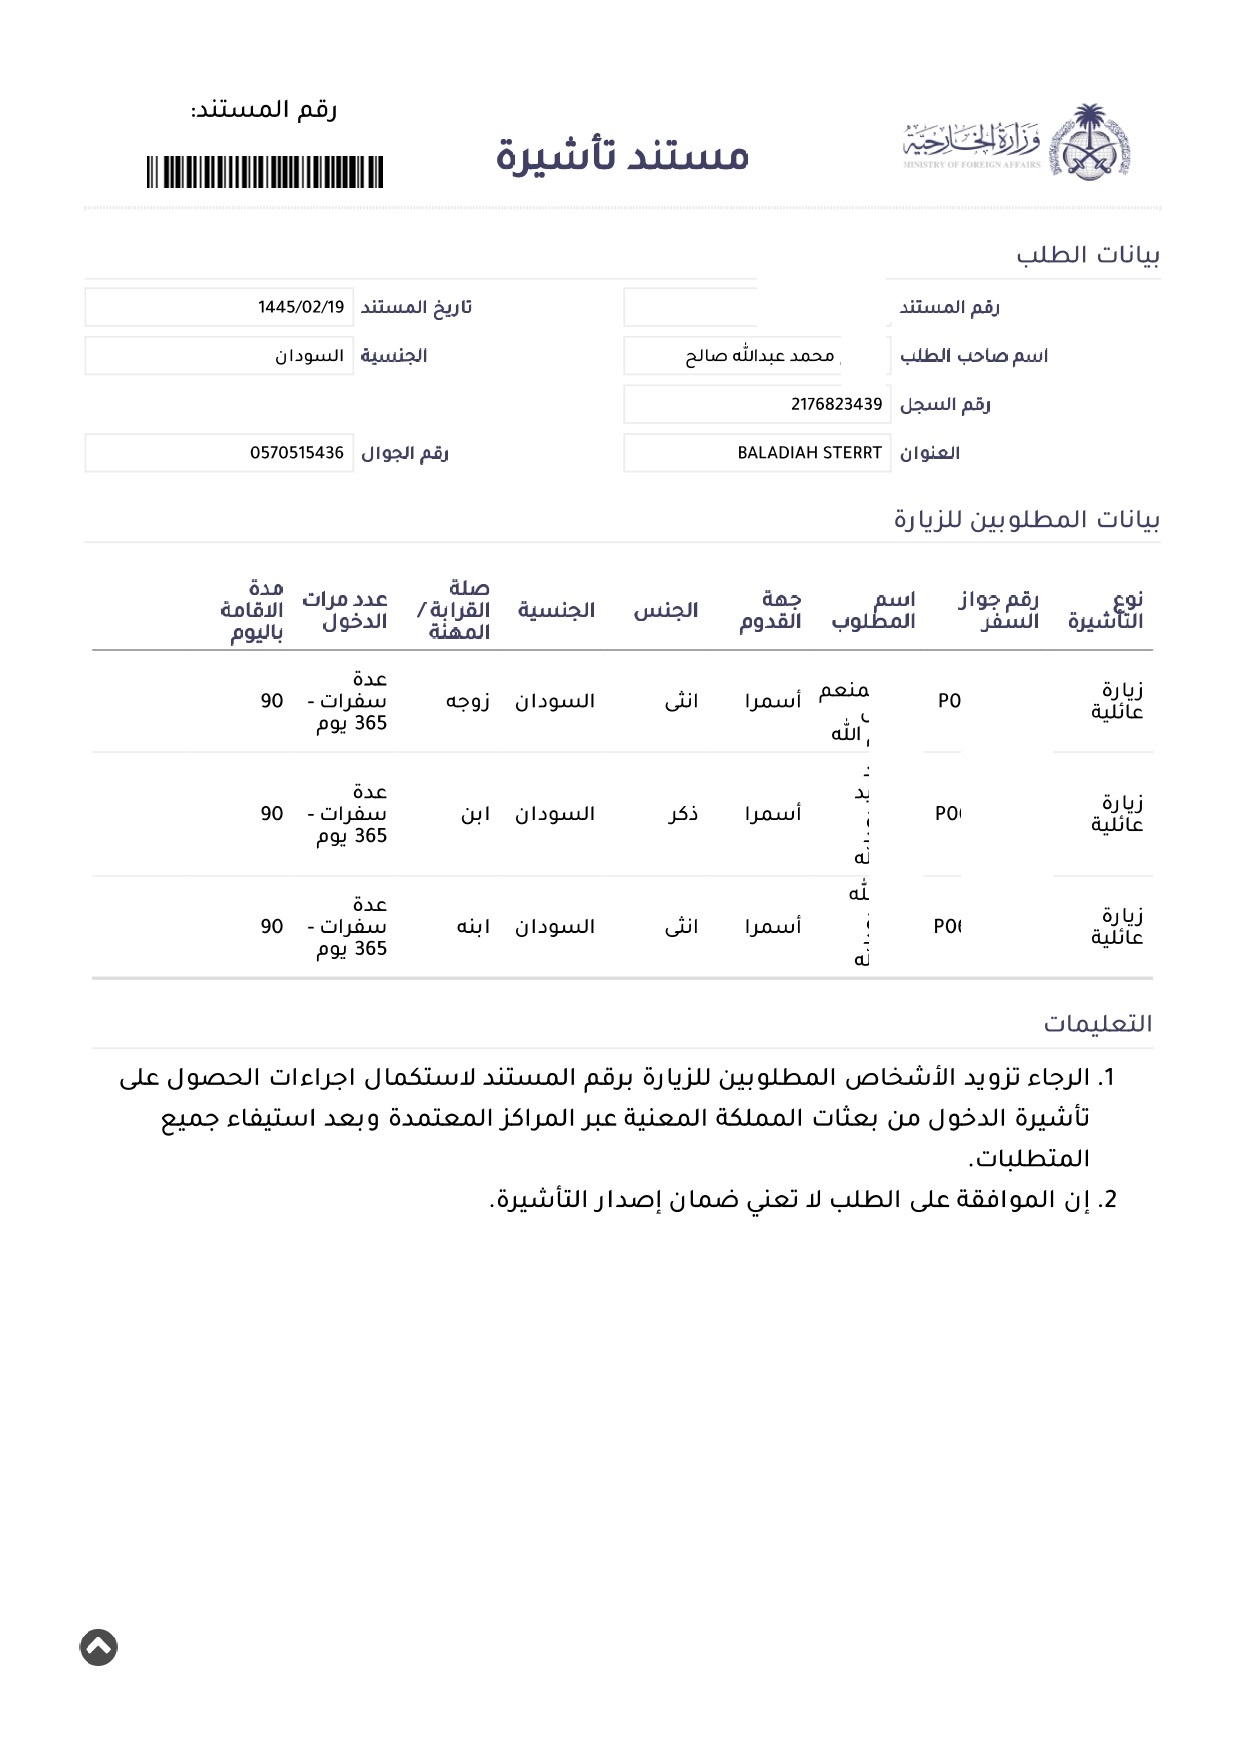 رقم المستند:
مستند تأشيرة
وزارة الخارجية
MINISTRY OF FOREIGN AFFAIRS
بيانات الطلب
رقم المستند
تاريخ المستند 1445/02/19
اسم صاحب الطلب محمد عبدالله صالح
الجنسية السودان
رقم السجل 2176823439
العنوان BALADIAH STERRT
رقم الجوال 0570515436
بيانات المطلوبين للزيارة
نوع التأشيرة رقم جواز السفر اسم المطلوب جهة القدوم الجنس الجنسية صلة القرابة / المهنة عدد مرات الدخول مدة الاقامة باليوم
زيارة عائلية P0 منعم الله أسمرا انثى السودان زوجه عدة سفرات - 365 يوم 90
زيارة عائلية أسمرا ذكر السودان ابن عدة سفرات - 365 يوم 90
زيارة عائلية أسمرا انثى السودان ابنه عدة سفرات - 365 يوم 90
التعليمات
1. الرجاء تزويد الأشخاص المطلوبين للزيارة برقم المستند لاستكمال اجراءات الحصول على
تأشيرة الدخول من بعثات المملكة المعنية عبر المراكز المعتمدة وبعد استيفاء جميع
المتطلبات.
2. إن الموافقة على الطلب لا تعني ضمان إصدار التأشيرة.